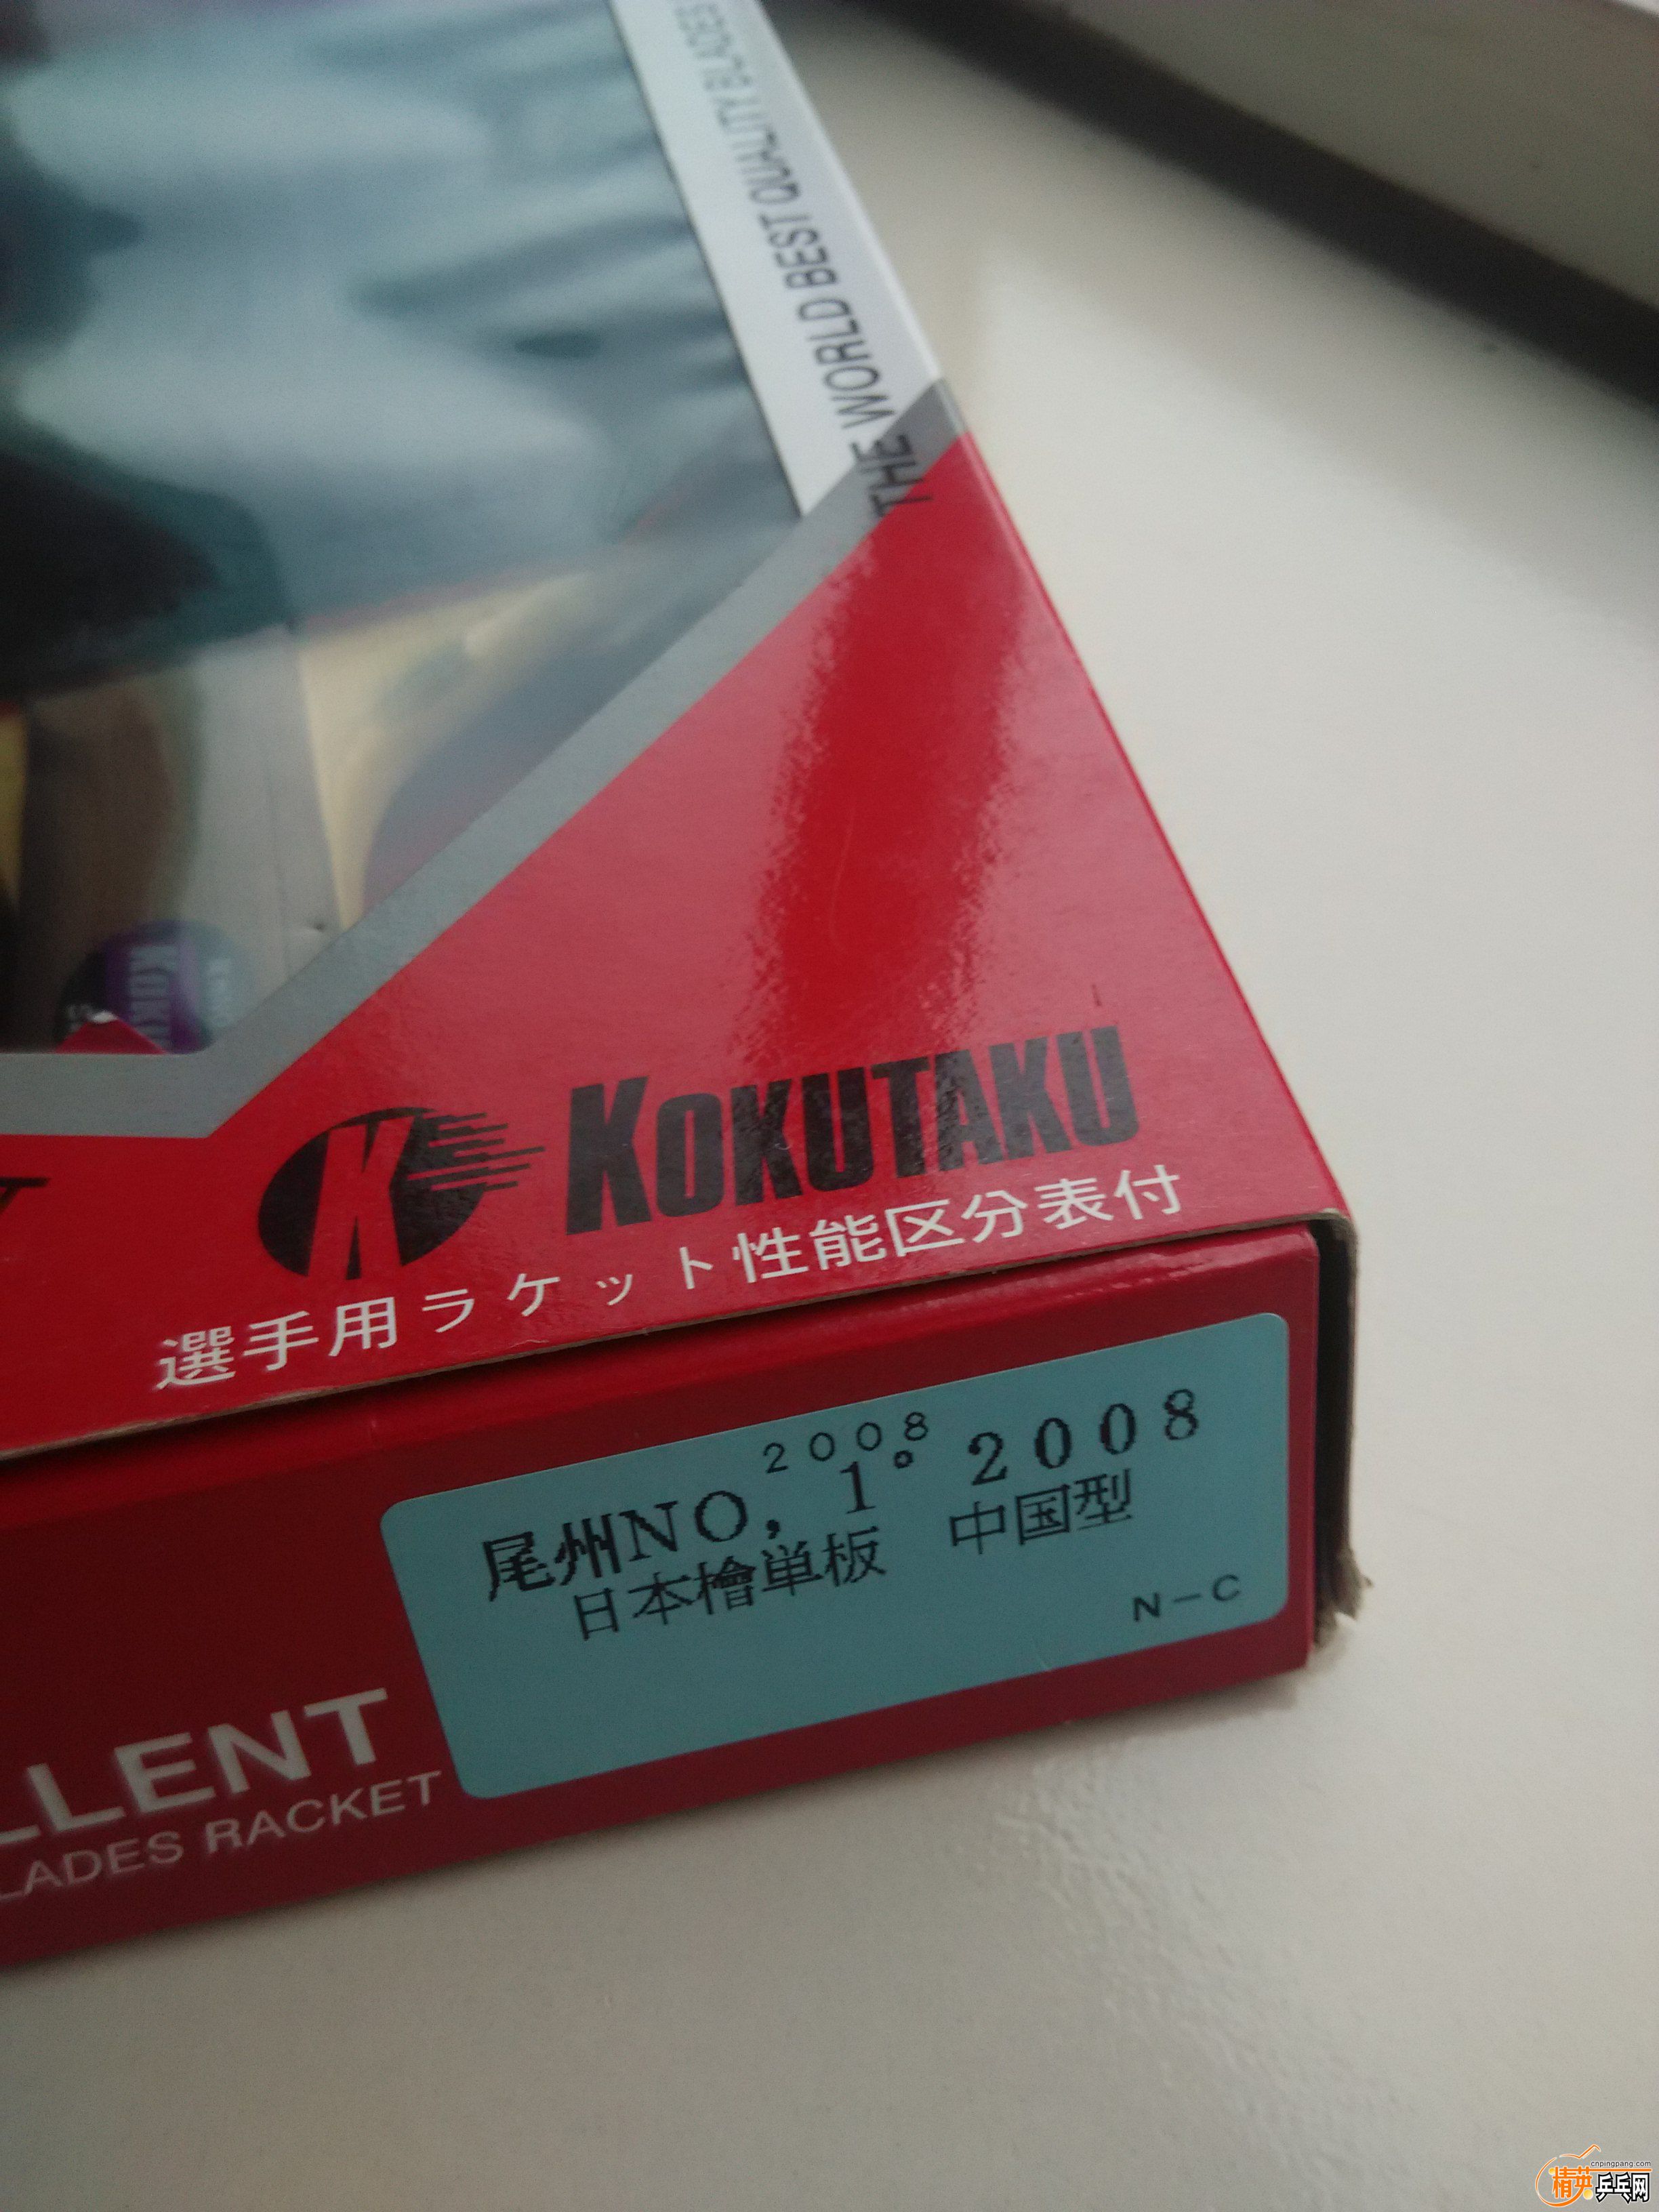 THE WORLD BEST QUALITY BLADES
K KOKUTAKU
選手用ラケット性能区分表付
2008
尾州NO,1°2008
日本檜単板 中国型
N-C
LLENT
LADES RACKET
cnpingpang.com
精英乒乓网